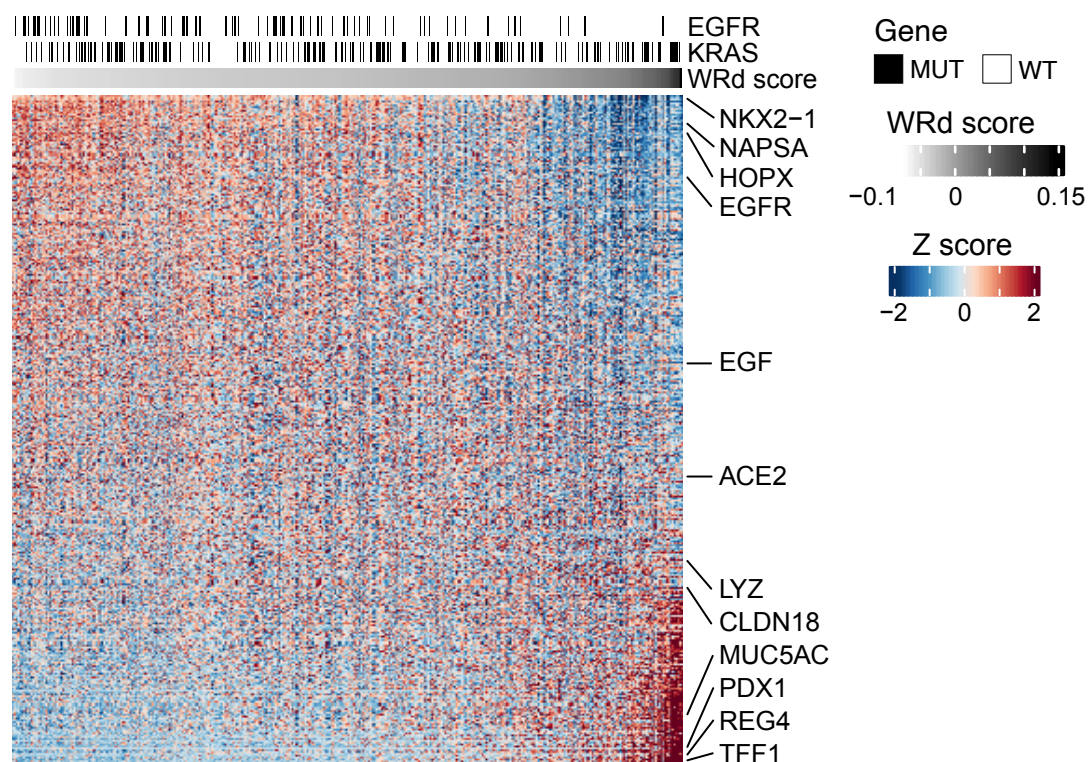 EGFR
KRAS
WRd score
NKX2−1
NAPSA
HOPX
EGFR
EGF
ACE2
LYZ
CLDN18
MUC5AC
PDX1
REG4
TFF1
Gene
MUT WT
WRd score
−0.1 0 0.15
Z score
−2 0 2